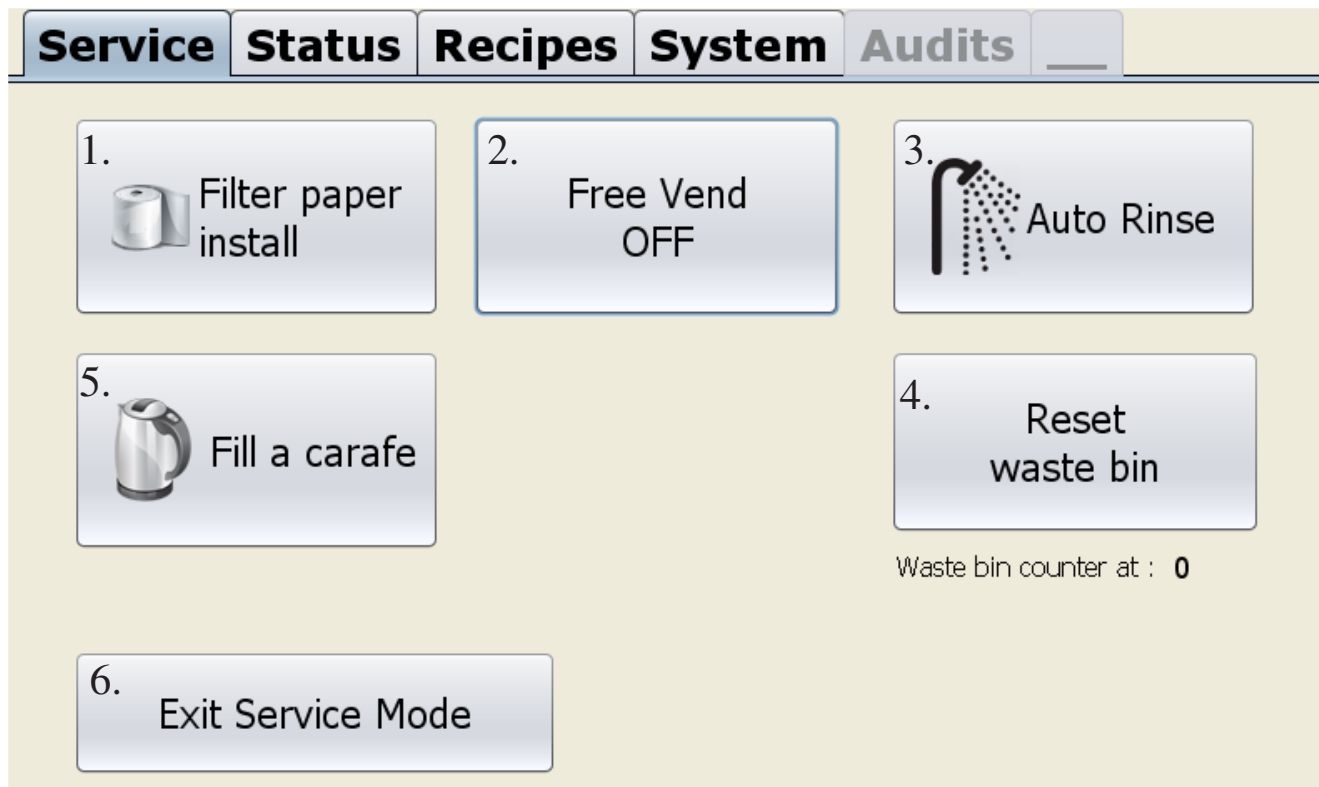 Service Status Recipes System Audits __
1.
Filter paper
install
2.
Free Vend
OFF
3.
Auto Rinse
5.
Fill a carafe
4.
Reset
waste bin
Waste bin counter at : 0
6.
Exit Service Mode